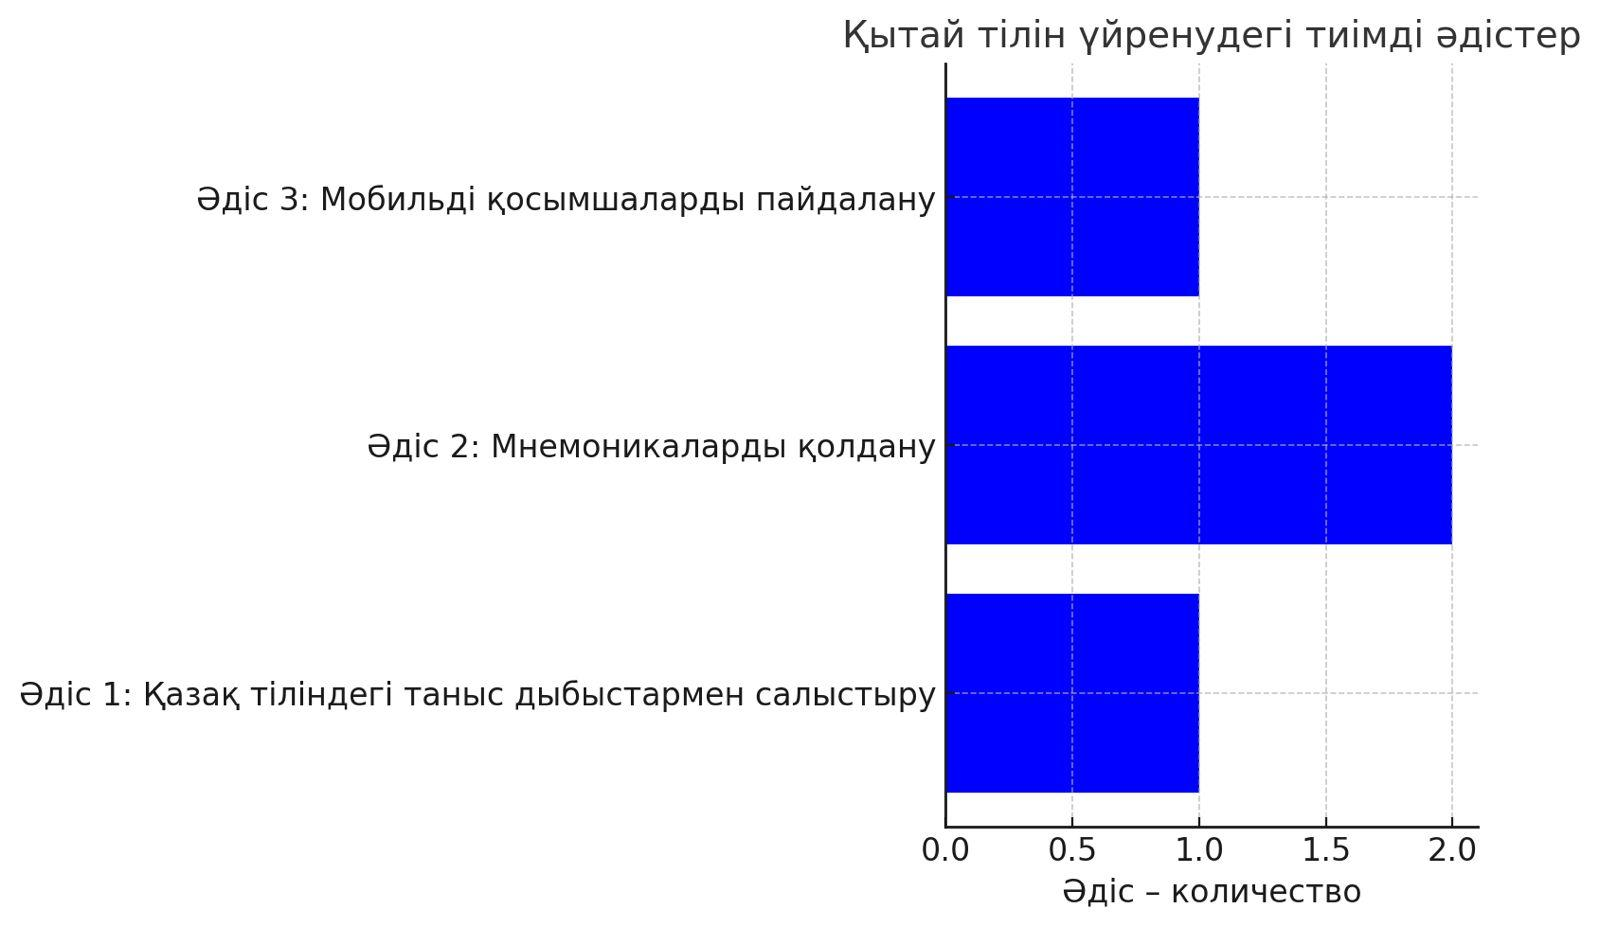 Қытай тілін үйренудегі тиімді әдістер
Әдіс 3: Мобильді қосымшаларды пайдалану
Әдіс 2: Мнемоникаларды қолдану
Әдіс 1: Қазақ тіліндегі таныс дыбыстармен салыстыру
0.0 0.5 1.0 1.5 2.0
Әдіс – количество